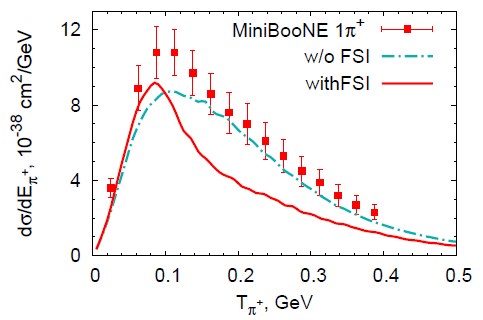 MiniBooNE 1π⁺
w/o FSI
withFSI
dσ/dE_π⁺, 10⁻³⁸ cm²/GeV
12
8
4
0
0 0.1 0.2 0.3 0.4 0.5
T_π⁺, GeV